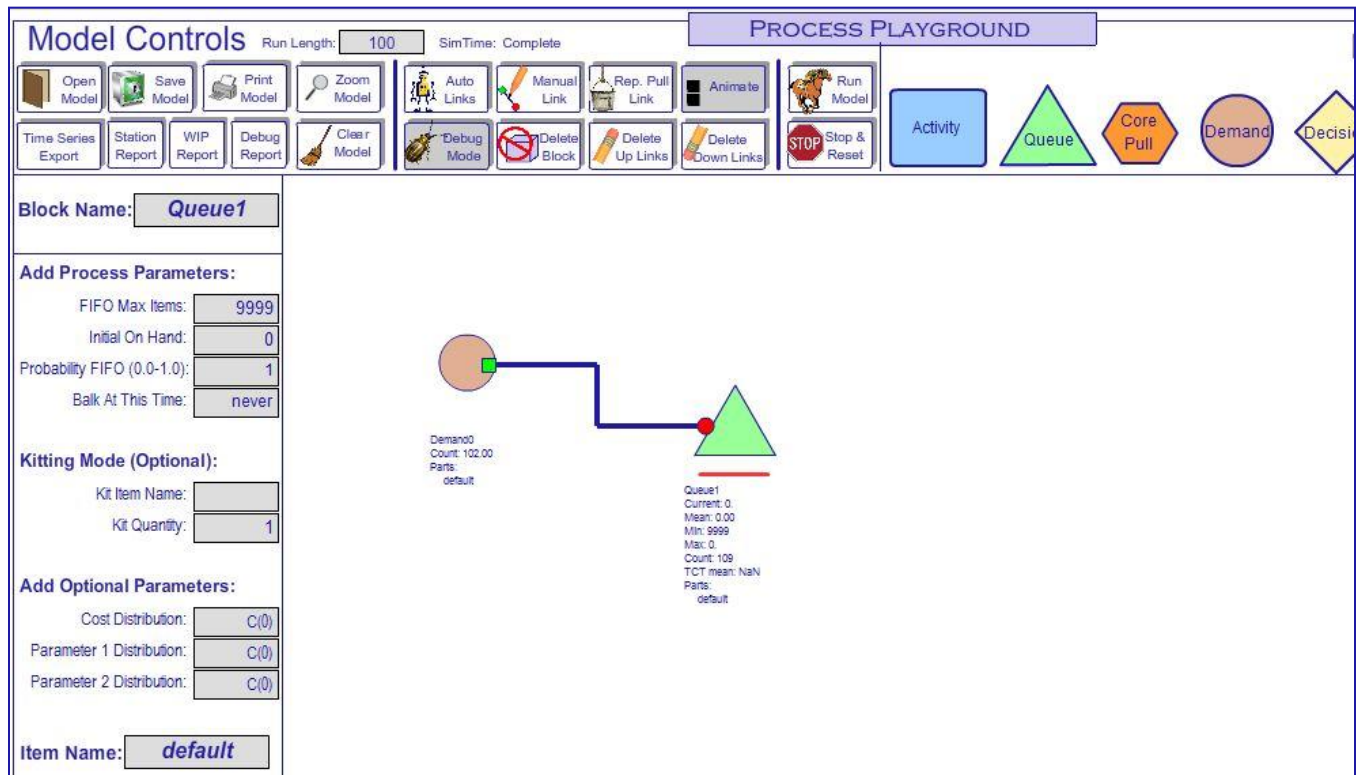 PROCESS PLAYGROUND
Model Controls
Run Length: 100
SimTime: Complete
Open Model
Save Model
Print Model
Zoom Model
Auto Links
Manual Link
Rep. Pull Link
Animate
Run Model
Time Series Export
Station Report
WIP Report
Debug Report
Clear Model
Debug Mode
Delete Block
Delete Up Links
Delete Down Links
STOP
Stop & Reset
Activity
Queue
Core Pull
Demand
Decisi
Block Name: Queue1
Add Process Parameters:
FIFO Max Items: 9999
Initial On Hand: 0
Probability FIFO (0.0-1.0): 1
Balk At This Time: never
Kitting Mode (Optional):
Kit Item Name:
Kit Quantity: 1
Add Optional Parameters:
Cost Distribution: C(0)
Parameter 1 Distribution: C(0)
Parameter 2 Distribution: C(0)
Item Name: default
Demand0
Count: 102.00
Parts:
default
Queue1
Current: 0.
Mean: 0.00
Min: 9999
Max: 0.
Count: 109
TCT mean: NaN
Parts:
default